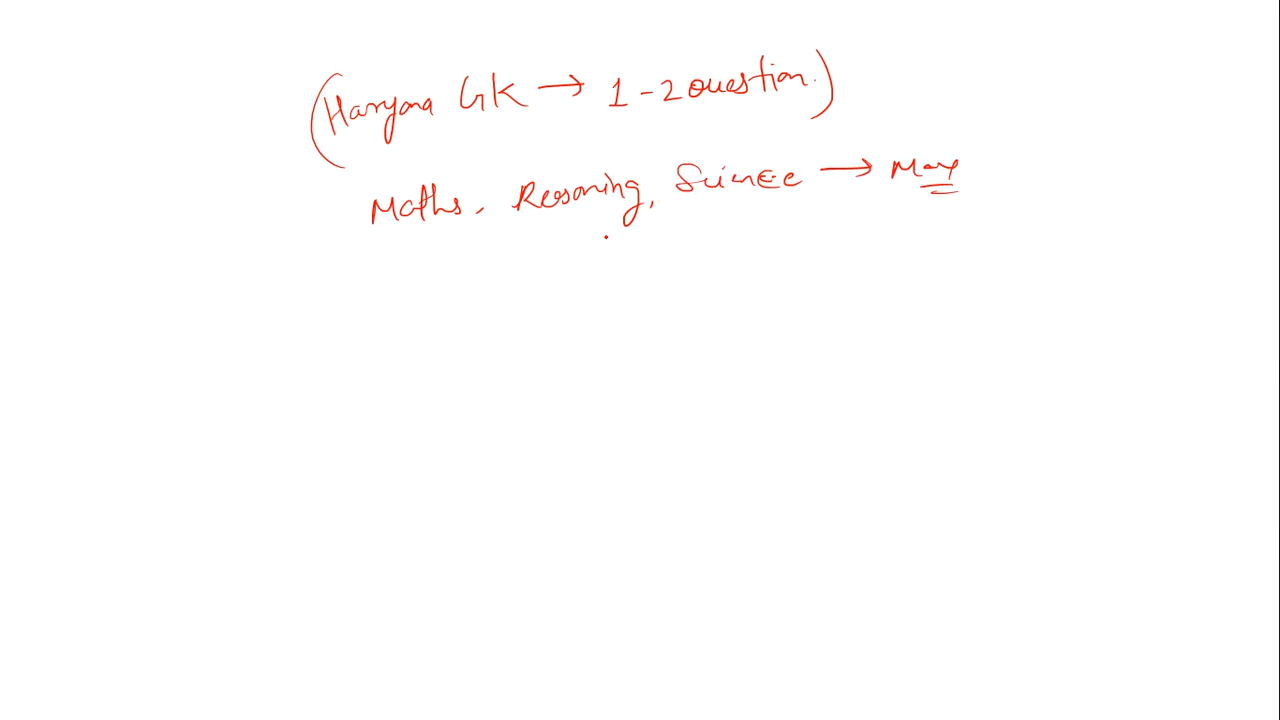 (Haryana GK → 1-2 question.)
Maths, Reasoning, Science → Max